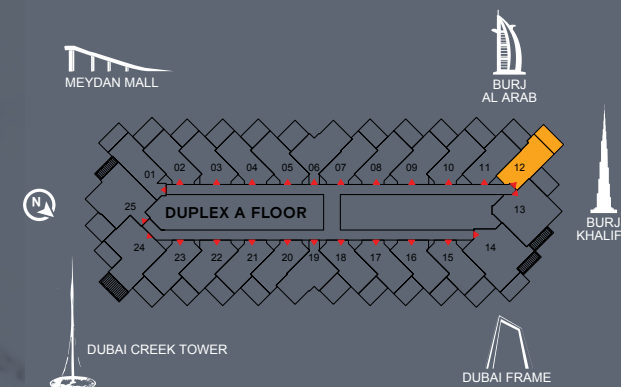 MEYDAN MALL
BURJ
AL ARAB
01 02 03 04 05 06 07 08 09 10 11 12
N
25 DUPLEX A FLOOR 13
BURJ
KHALIF
24 23 22 21 20 19 18 17 16 15 14
DUBAI CREEK TOWER
DUBAI FRAME